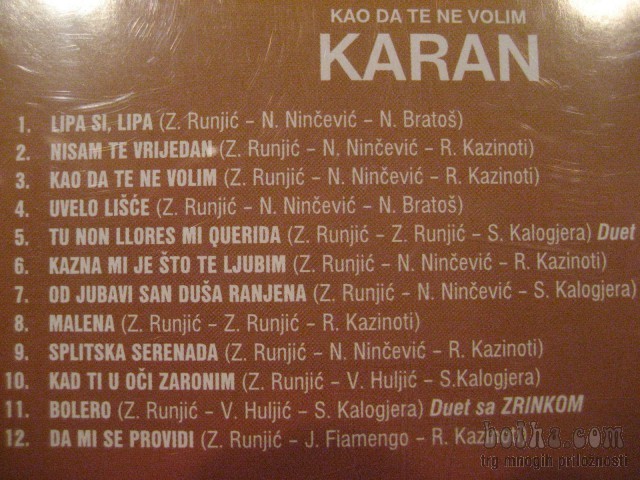 KAO DA TE NE VOLIM
KARAN
1. LIPA SI, LIPA (Z. Runjić – N. Ninčević – N. Bratoš)
2. NISAM TE VRIJEDAN (Z. Runjić – N. Ninčević – R. Kazinoti)
3. KAO DA TE NE VOLIM (Z. Runjić – N. Ninčević – R. Kazinoti)
4. UVELO LIŠĆE (Z. Runjić – N. Ninčević – N. Bratoš)
5. TU NON LLORES MI QUERIDA (Z. Runjić – Z. Runjić – S. Kalogjera) Duet
6. KAZNA MI JE ŠTO TE LJUBIM (Z. Runjić – N. Ninčević – R. Kazinoti)
7. OD JUBAVI SAN DUŠA RANJENA (Z. Runjić – N. Ninčević – S. Kalogjera)
8. MALENA (Z. Runjić – Z. Runjić – R. Kazinoti)
9. SPLITSKA SERENADA (Z. Runjić – N. Ninčević – R. Kazinoti)
10. KAD TI U OČI ZARONIM (Z. Runjić – V. Huljić – S.Kalogjera)
11. BOLERO (Z. Runjić – V. Huljić – S. Kalogjera) Duet sa ZRINKOM
12. DA MI SE PROVIDI (Z. Runjić – J. Fiamengo – R. Kazinoti)
bolha.com
trg mnogih priložnosti